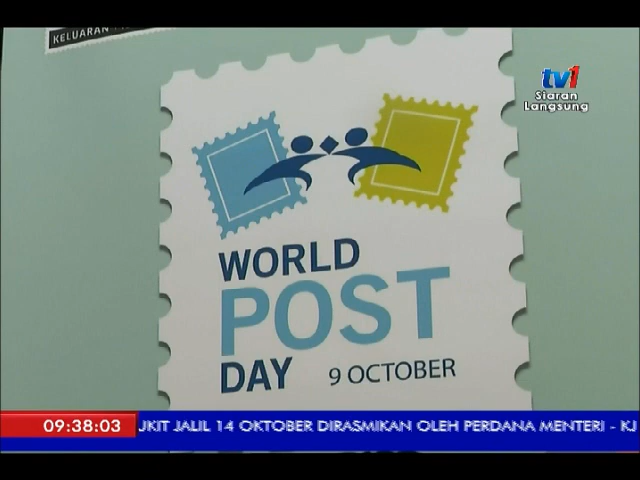 KELUARAN
tv1
Siaran
Langsung
WORLD
POST
DAY
9 OCTOBER
09:38:03
JKIT JALIL 14 OKTOBER DIRASMIKAN OLEH PERDANA MENTERI - KJ